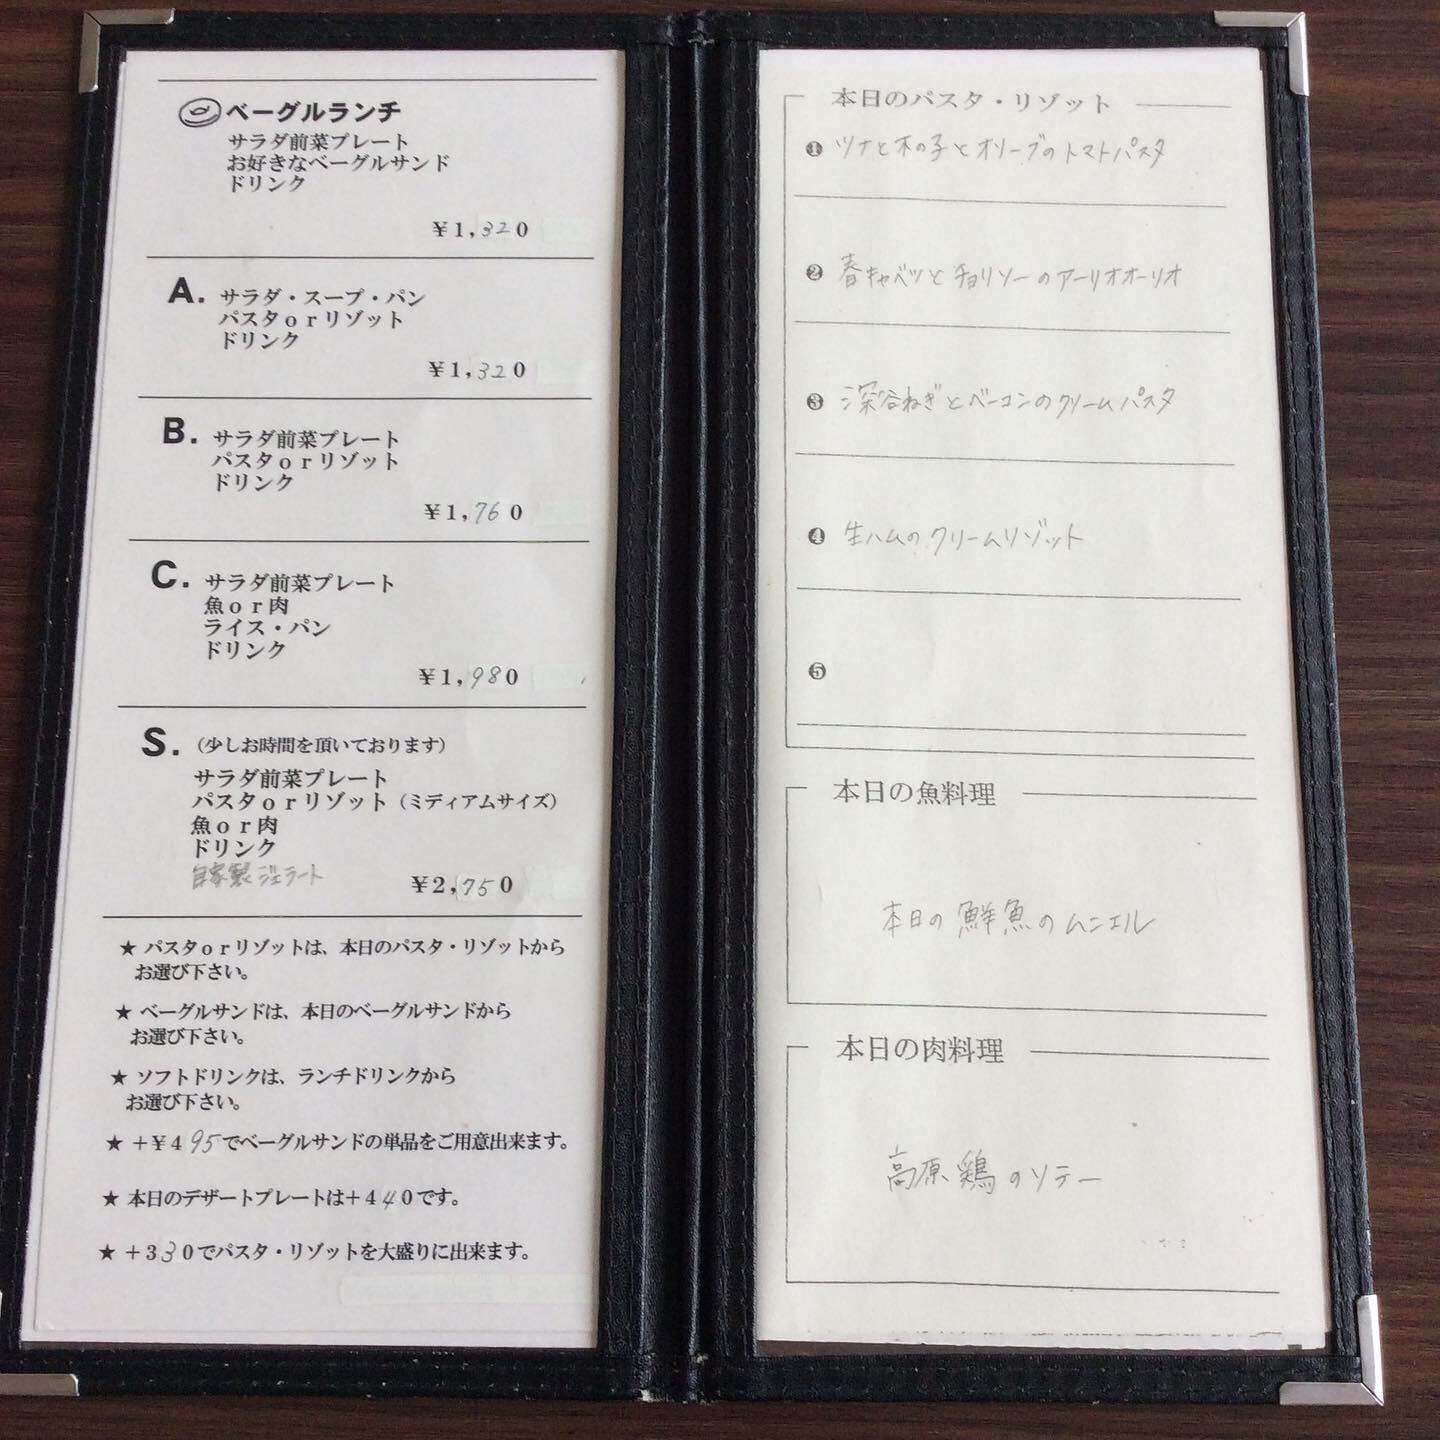 ベーグルランチ
サラダ前菜プレート
お好きなベーグルサンド
ドリンク
¥1,320
A. サラダ・スープ・パン
パスタorリゾット
ドリンク
¥1,320
B. サラダ前菜プレート
パスタorリゾット
ドリンク
¥1,760
C. サラダ前菜プレート
魚or肉
ライス・パン
ドリンク
¥1,980
S. (少しお時間を頂いております)
サラダ前菜プレート
パスタorリゾット(ミディアムサイズ)
魚or肉
ドリンク
自家製ジェラート
¥2,750
★ パスタorリゾットは、本日のパスタ・リゾットから
お選び下さい。
★ ベーグルサンドは、本日のベーグルサンドから
お選び下さい。
★ ソフトドリンクは、ランチドリンクから
お選び下さい。
★ +¥495でベーグルサンドの単品をご用意出来ます。
★ 本日のデザートプレートは+440です。
★ +330でパスタ・リゾットを大盛りに出来ます。
本日のパスタ・リゾット
❶ ツナと木の子とオリーブのトマトパスタ
❷ 春キャベツとチョリソーのアーリオオーリオ
❸ 深谷ねぎとベーコンのクリームパスタ
❹ 生ハムのクリームリゾット
❺
本日の魚料理
本日の鮮魚のムニエル
本日の肉料理
高原鶏のソテー